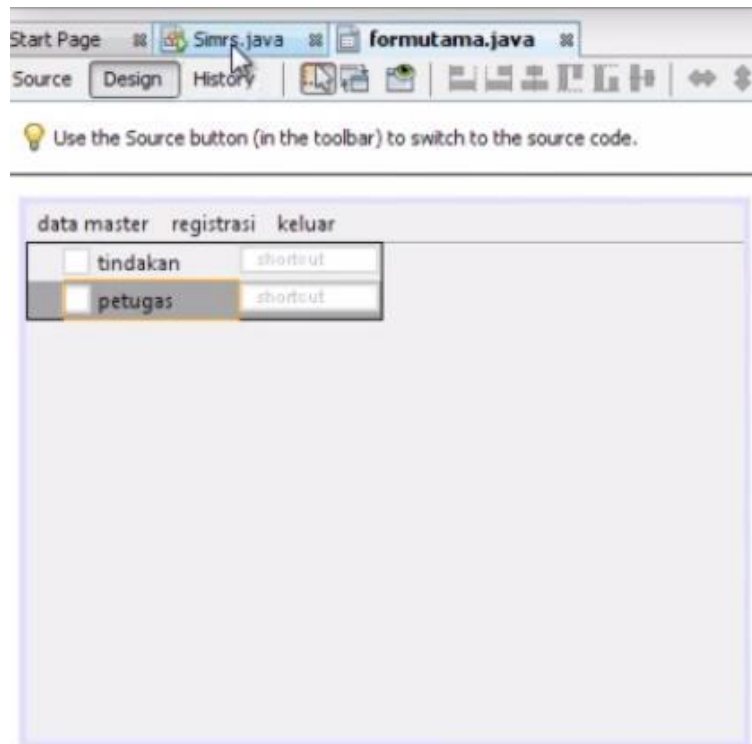 Start Page Simrs.java formutama.java
Source Design History
Use the Source button (in the toolbar) to switch to the source code.
data master registrasi keluar
tindakan shortcut
petugas shortcut